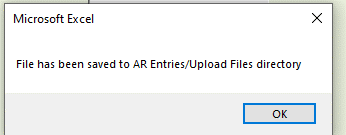 Microsoft Excel
File has been saved to AR Entries/Upload Files directory
OK